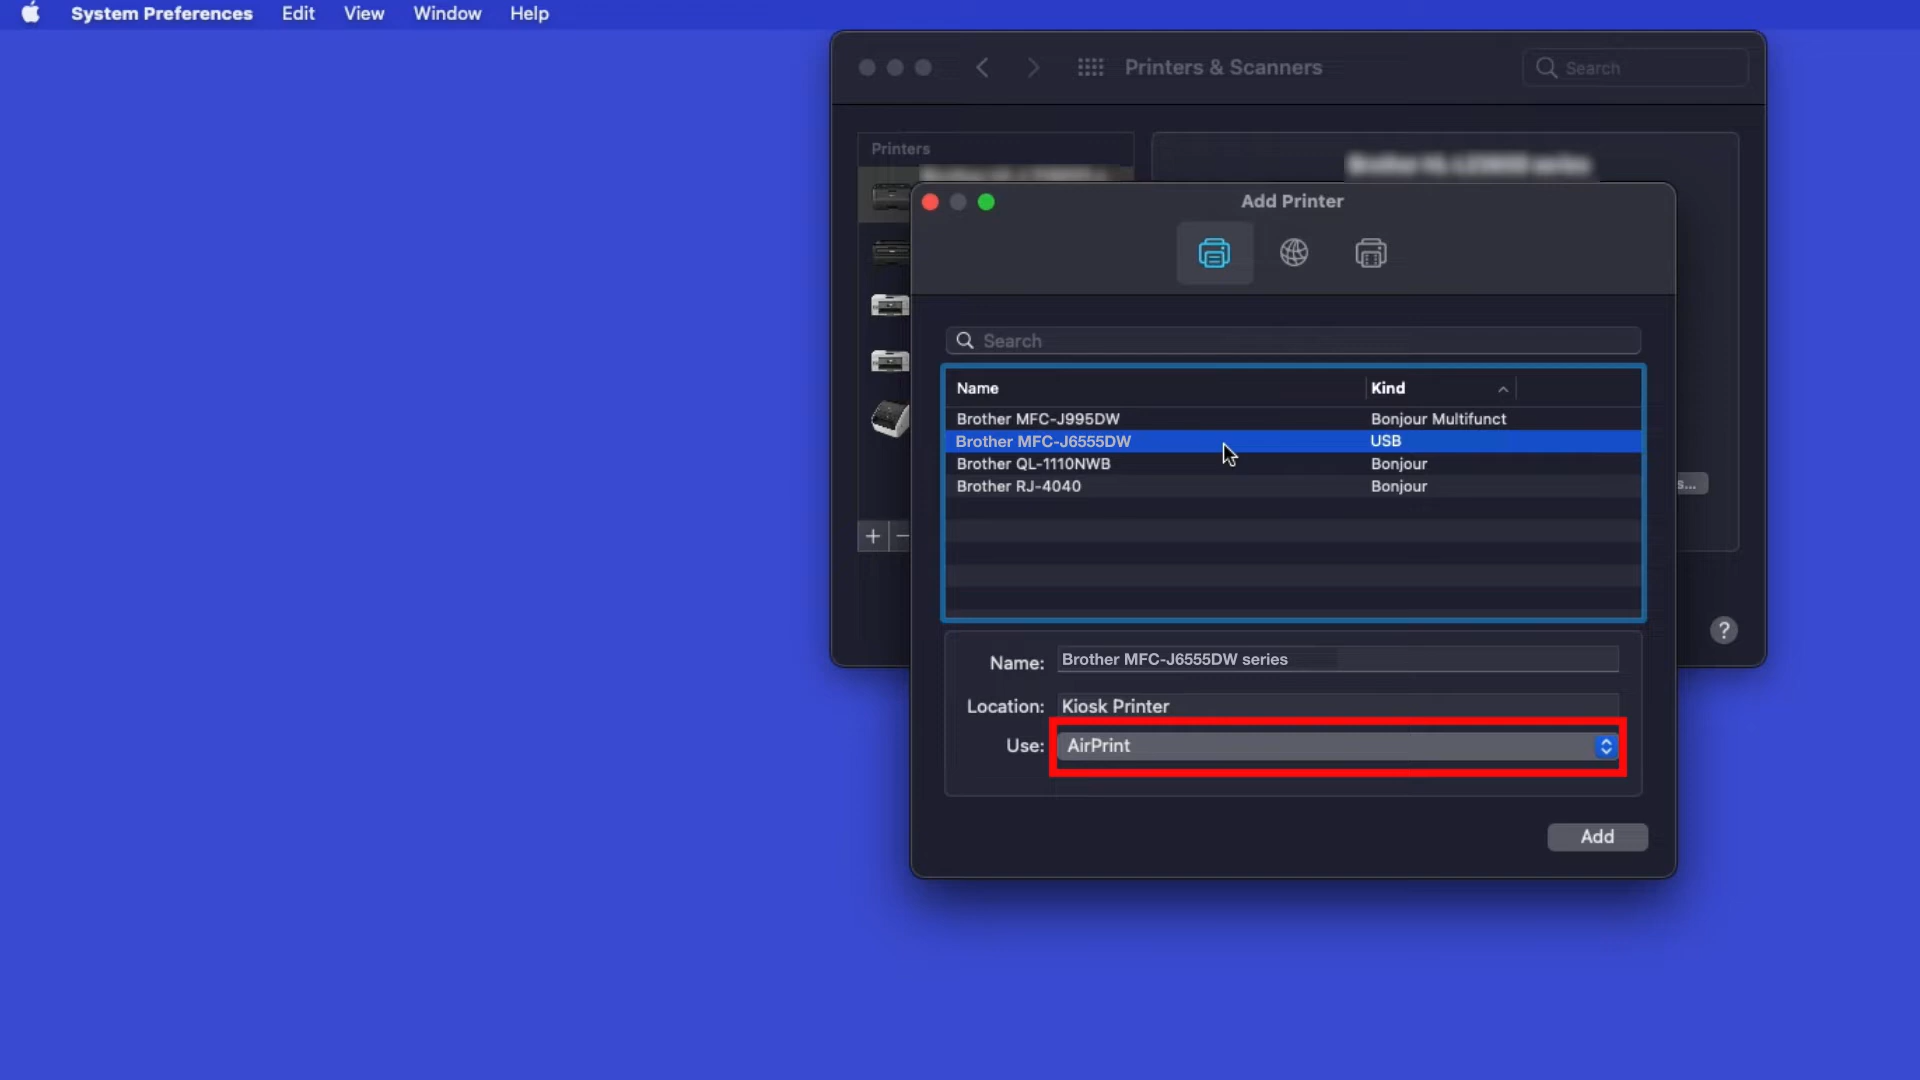 System Preferences Edit View Window Help
Printers & Scanners
Search
Printers
Add Printer
Search
Name Kind
Brother MFC-J995DW Bonjour Multifunct
Brother MFC-J6555DW USB
Brother QL-1110NWB Bonjour
Brother RJ-4040 Bonjour
s...
+ −
?
Name: Brother MFC-J6555DW series
Location: Kiosk Printer
Use: AirPrint
Add